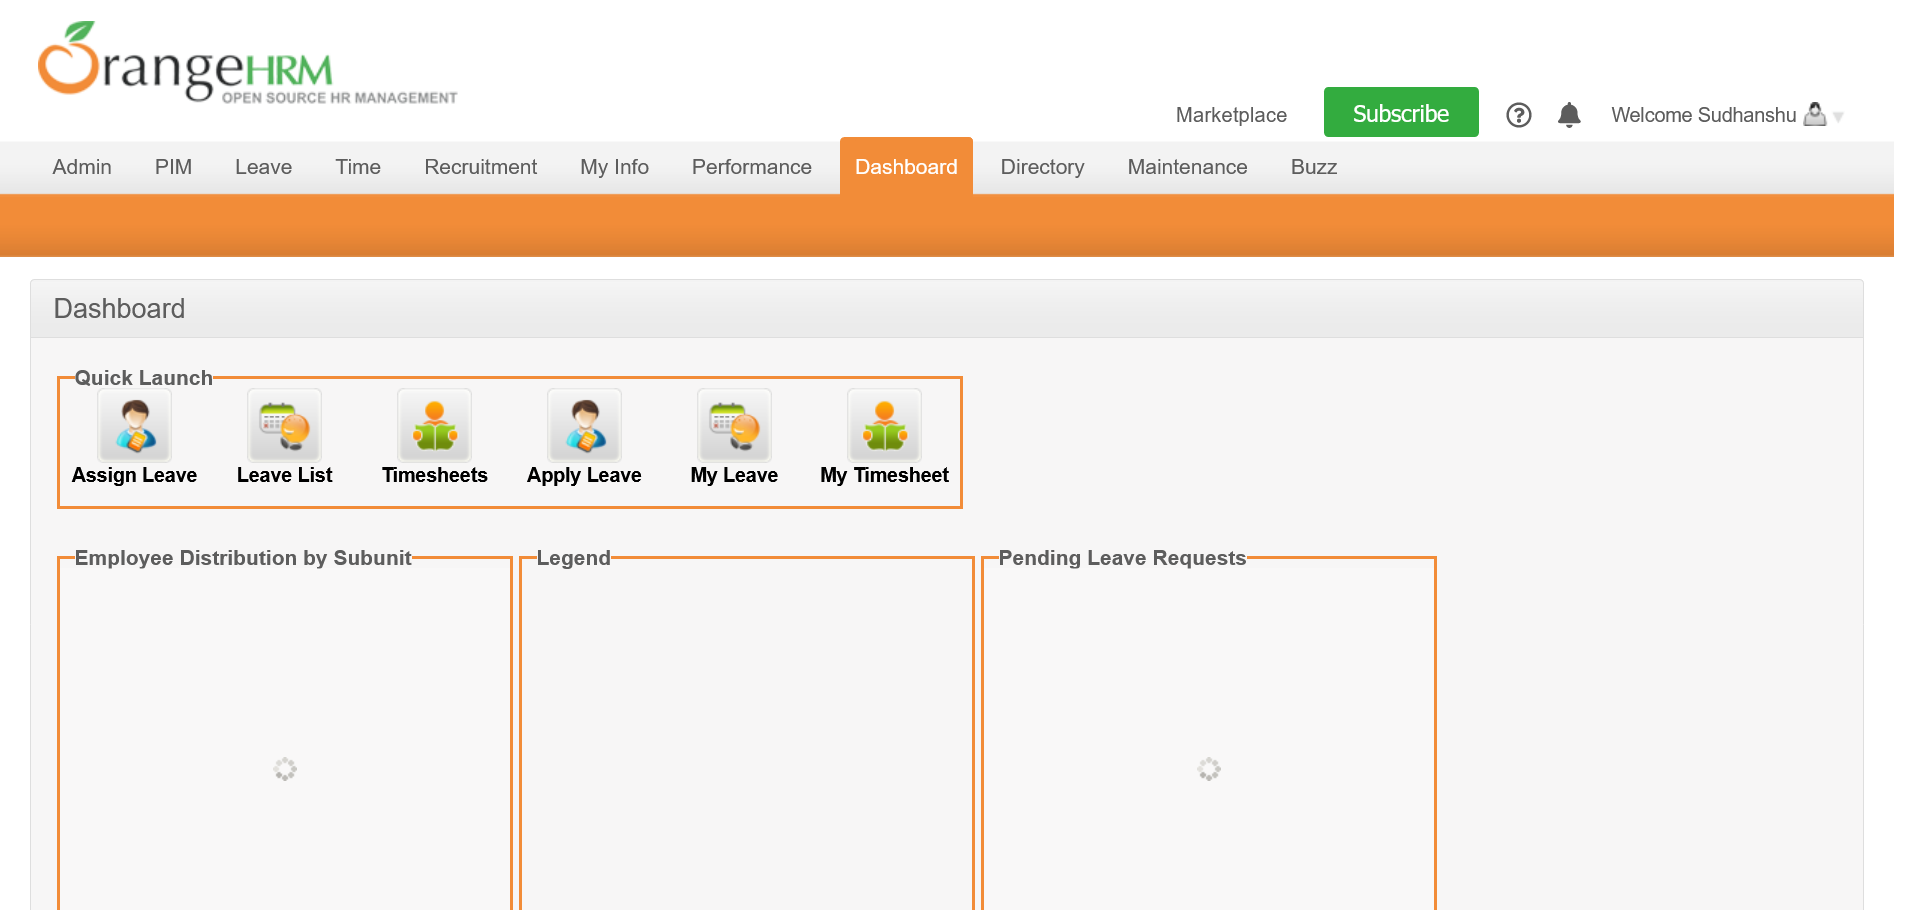 OrangeHRM
OPEN SOURCE HR MANAGEMENT
Marketplace Subscribe Welcome Sudhanshu
Admin PIM Leave Time Recruitment My Info Performance Dashboard Directory Maintenance Buzz
Dashboard
Quick Launch
Assign Leave Leave List Timesheets Apply Leave My Leave My Timesheet
Employee Distribution by Subunit Legend Pending Leave Requests